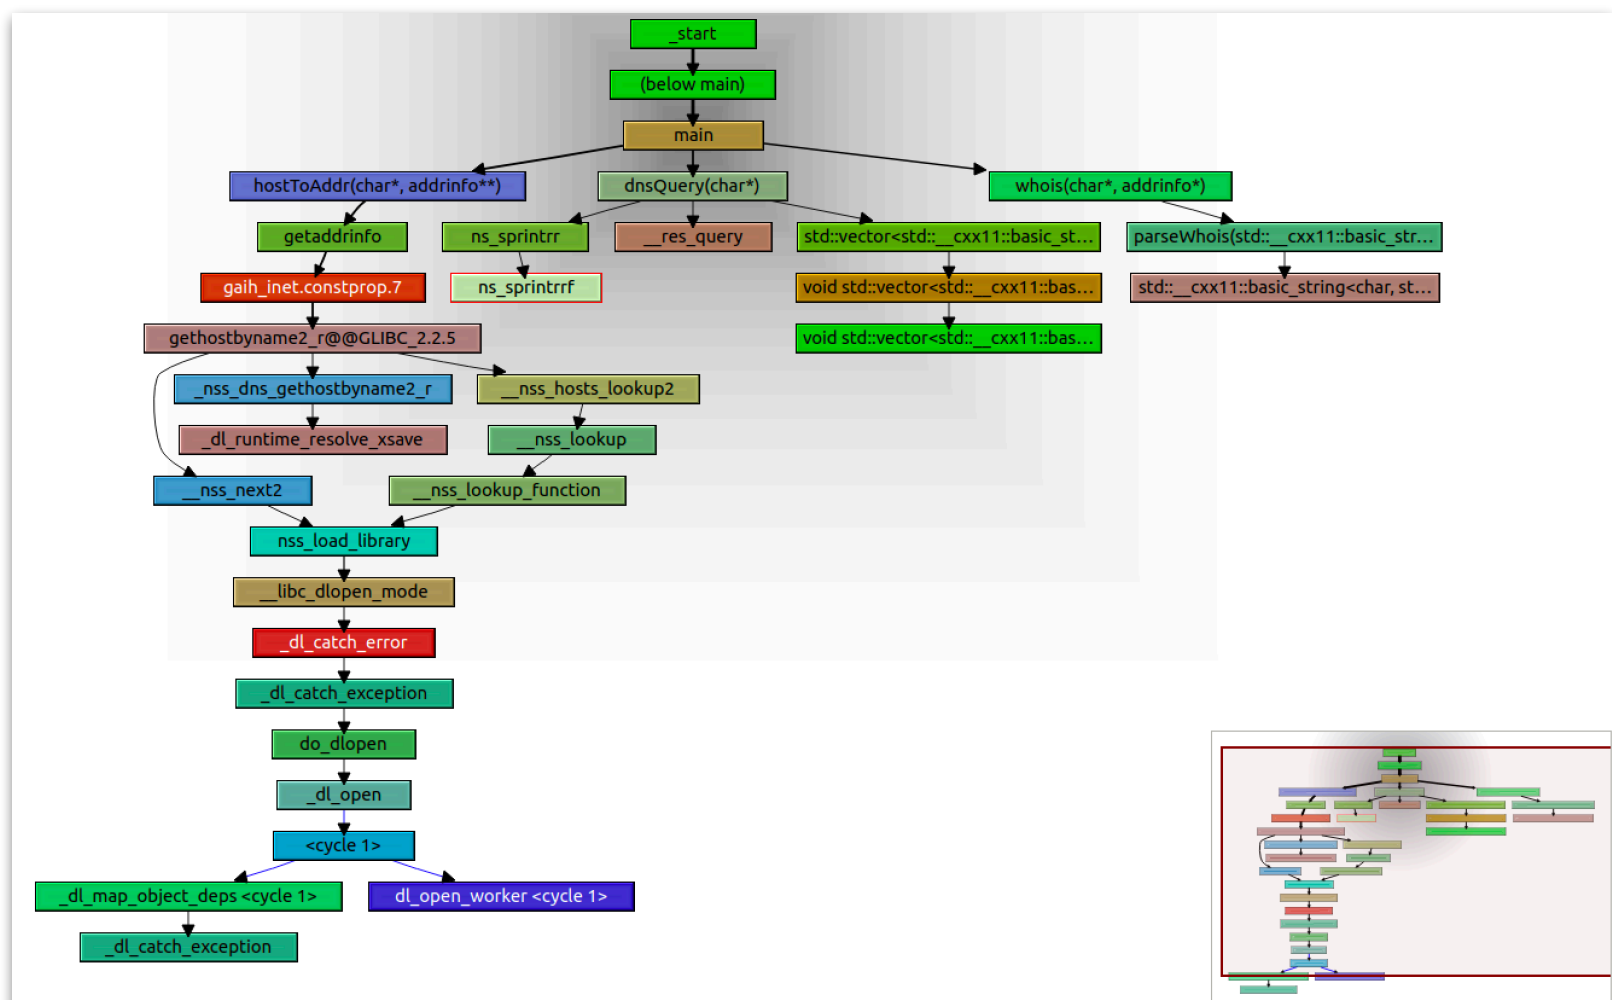 _start
(below main)
main
hostToAddr(char*, addrinfo**)
dnsQuery(char*)
whois(char*, addrinfo*)
getaddrinfo
ns_sprintrr
__res_query
std::vector<std::__cxx11::basic_st...
parseWhois(std::__cxx11::basic_str...
gaih_inet.constprop.7
ns_sprintrrf
void std::vector<std::__cxx11::bas...
std::__cxx11::basic_string<char, st...
gethostbyname2_r@@GLIBC_2.2.5
void std::vector<std::__cxx11::bas...
_nss_dns_gethostbyname2_r
__nss_hosts_lookup2
_dl_runtime_resolve_xsave
__nss_lookup
__nss_next2
__nss_lookup_function
nss_load_library
__libc_dlopen_mode
_dl_catch_error
_dl_catch_exception
do_dlopen
_dl_open
<cycle 1>
_dl_map_object_deps <cycle 1>
dl_open_worker <cycle 1>
_dl_catch_exception